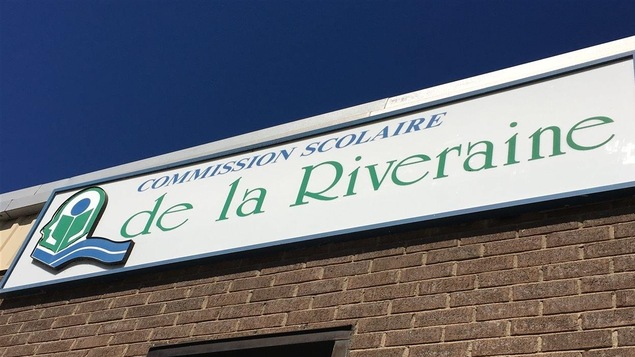 COMMISSION SCOLAIRE
de la Riveraine